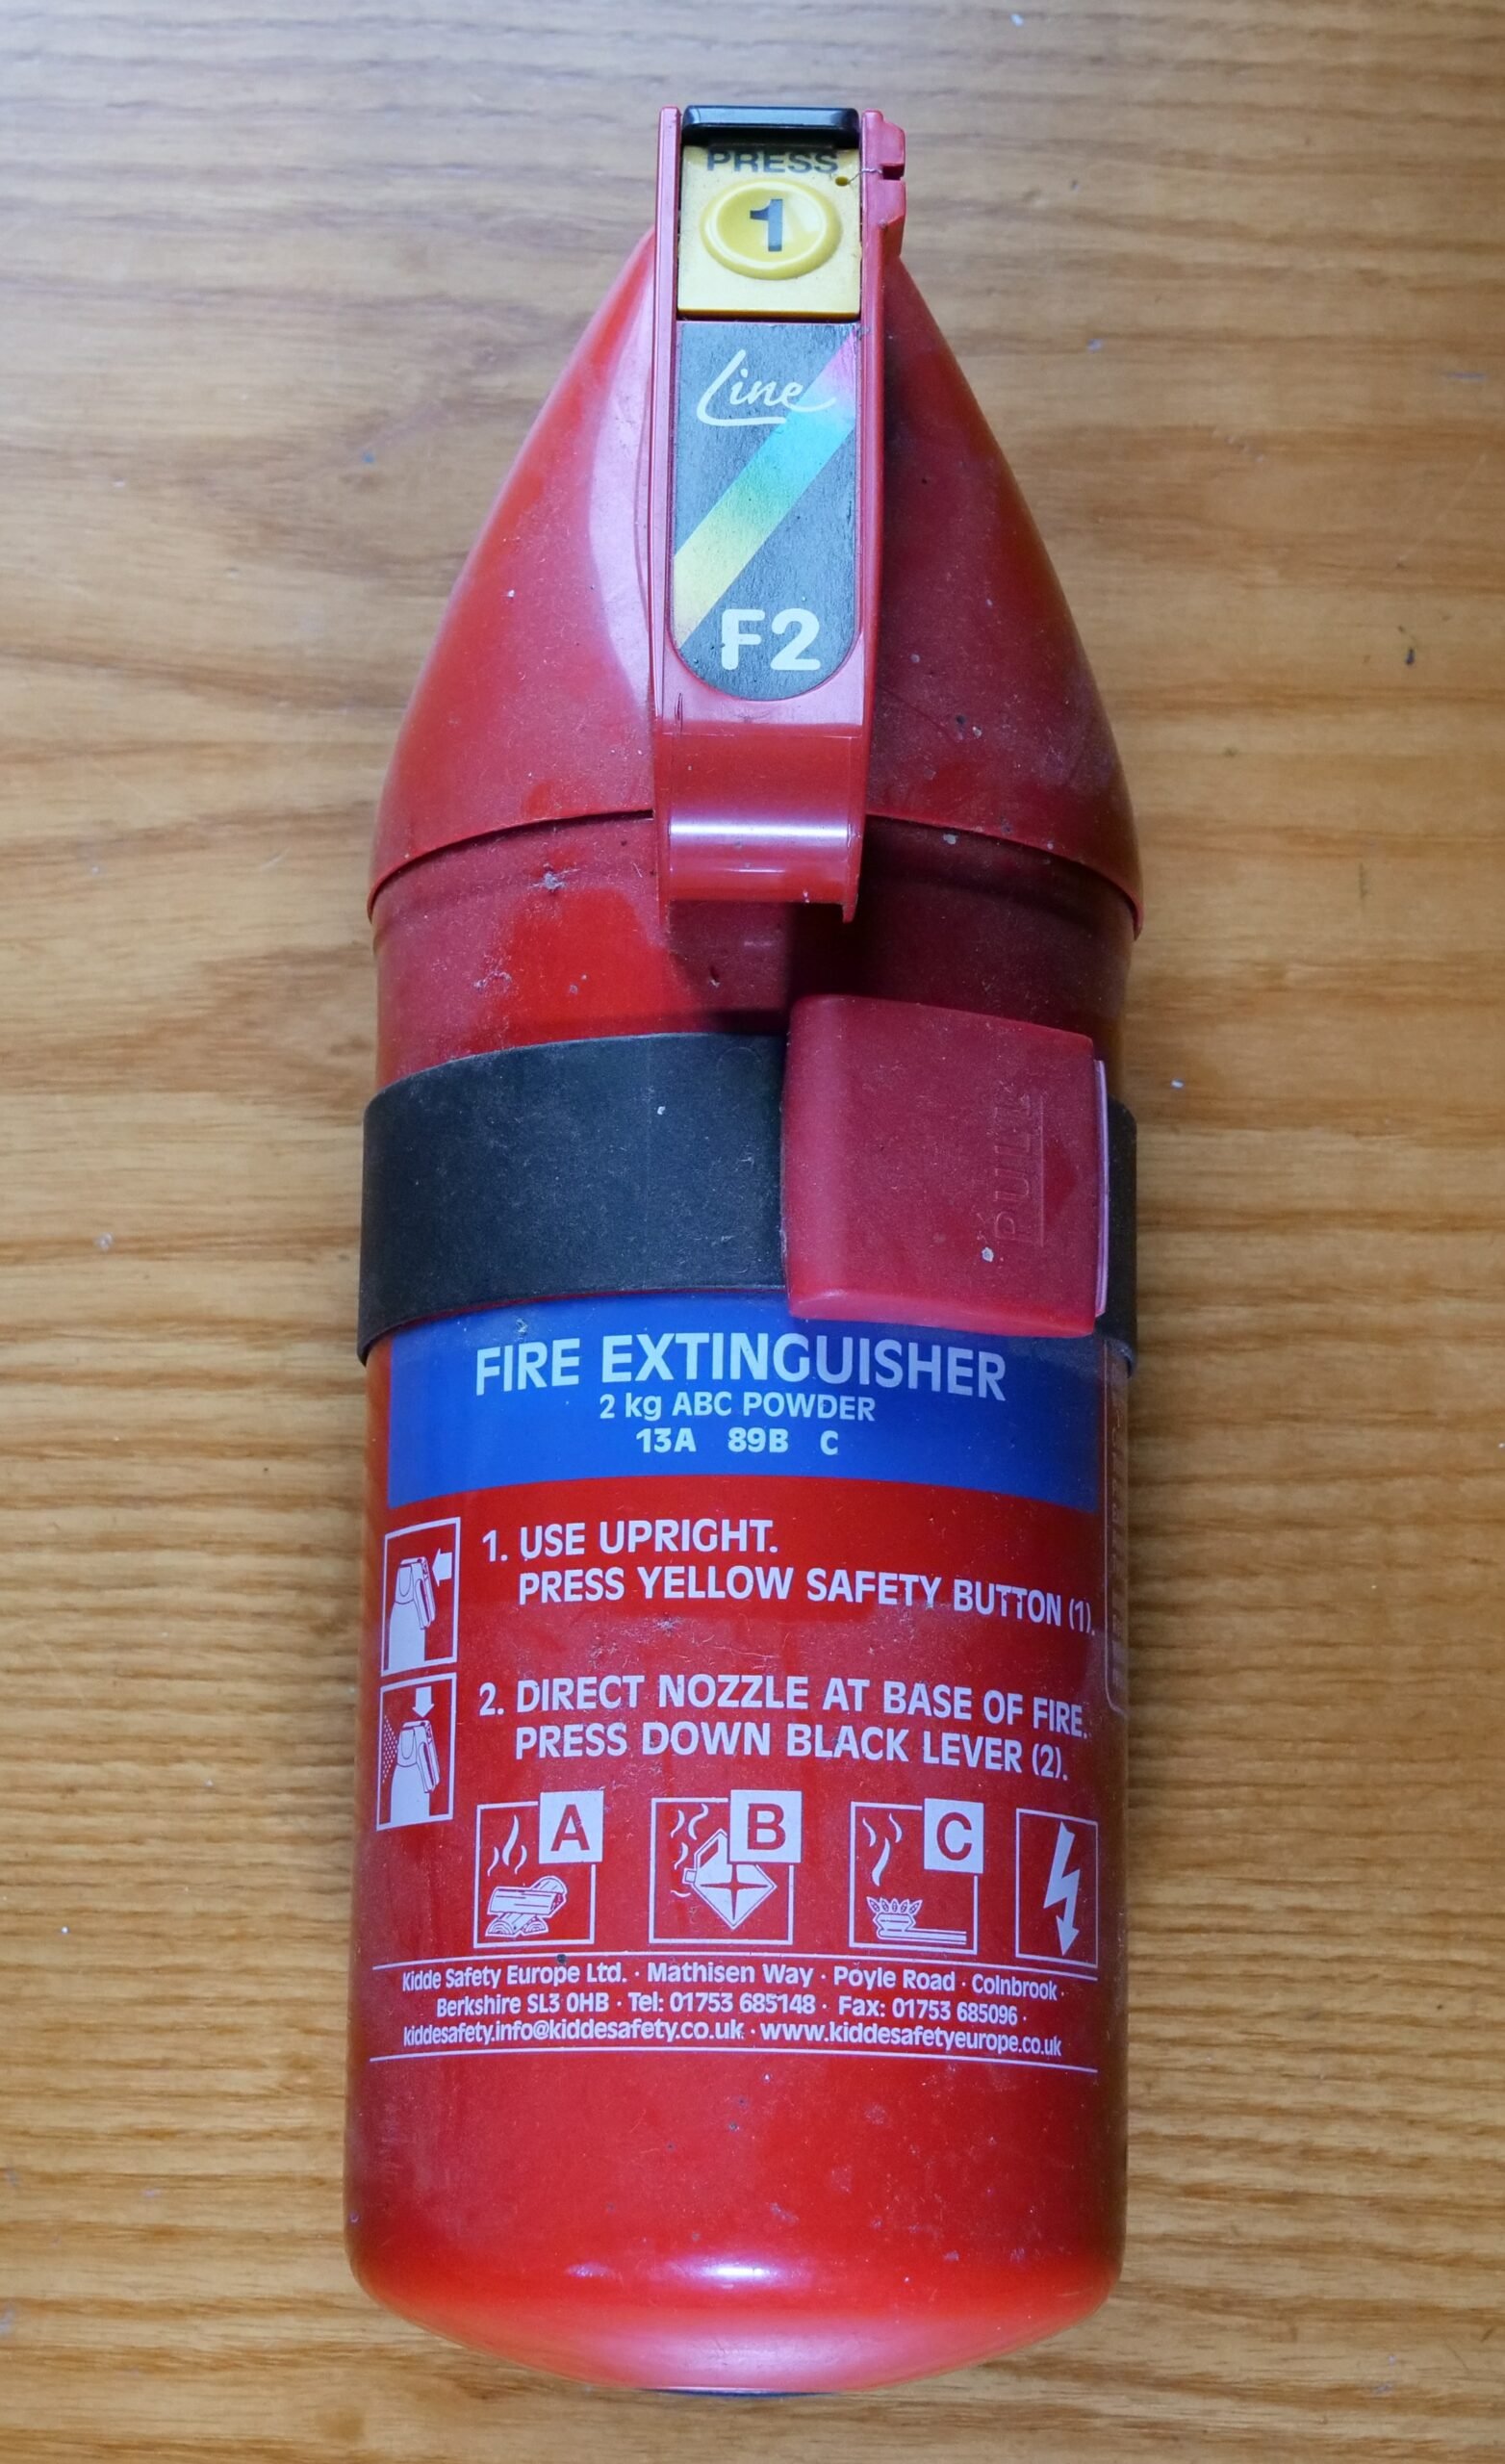 PRESS
1
Line
F2
PULL
FIRE EXTINGUISHER
2 kg ABC POWDER
13A 89B C
1. USE UPRIGHT.
PRESS YELLOW SAFETY BUTTON (1).
2. DIRECT NOZZLE AT BASE OF FIRE.
PRESS DOWN BLACK LEVER (2).
A B C
Kidde Safety Europe Ltd. · Mathisen Way · Poyle Road · Colnbrook ·
Berkshire SL3 0HB · Tel: 01753 685148 · Fax: 01753 685096 ·
kiddesafety.info@kiddesafety.co.uk · www.kiddesafetyeurope.co.uk